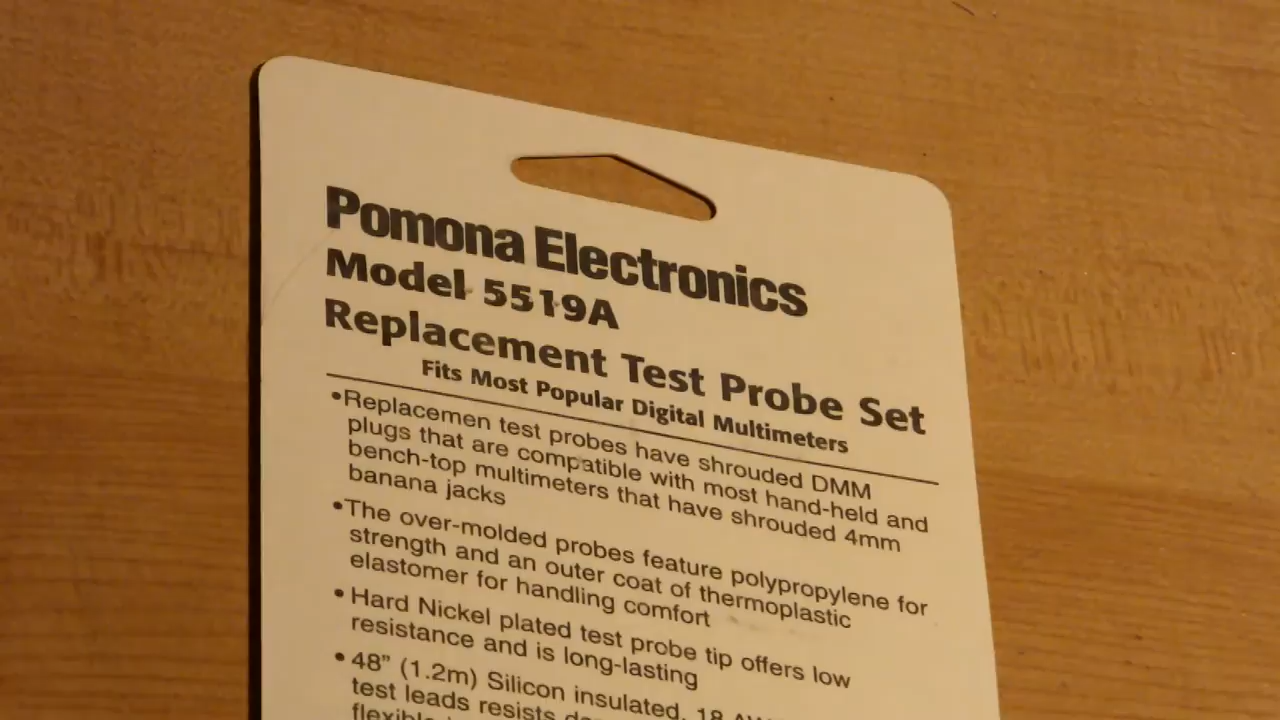 Pomona Electronics
Model 5519A
Replacement Test Probe Set
Fits Most Popular Digital Multimeters
•Replacemen test probes have shrouded DMM
plugs that are compatible with most hand-held and
bench-top multimeters that have shrouded 4mm
banana jacks
•The over-molded probes feature polypropylene for
strength and an outer coat of thermoplastic
elastomer for handling comfort
•Hard Nickel plated test probe tip offers low
resistance and is long-lasting
•48" (1.2m) Silicon insulated, 18
test leads resists